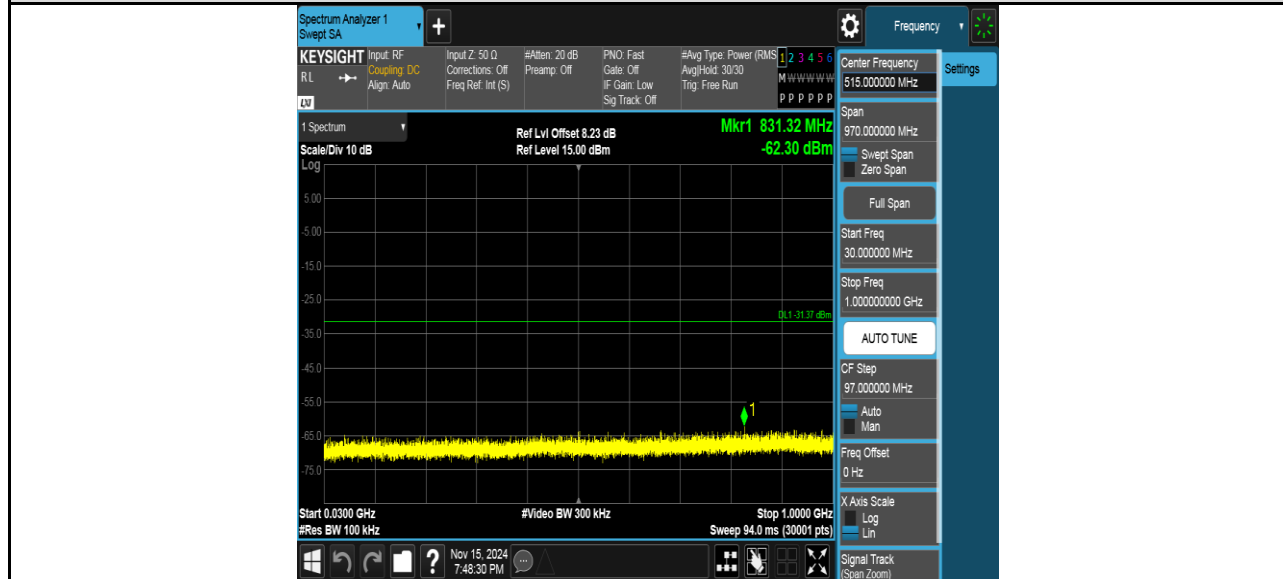 Spectrum Analyzer 1
Swept SA
+
Frequency
KEYSIGHT
RL
LXI
Input: RF
Coupling: DC
Align: Auto
Input Z: 50 Ω
Corrections: Off
Freq Ref: Int (S)
#Atten: 20 dB
Preamp: Off
PNO: Fast
Gate: Off
IF Gain: Low
Sig Track: Off
#Avg Type: Power (RMS
Avg|Hold: 30/30
Trig: Free Run
1 2 3 4 5 6
M W W W W W
P P P P P P
1 Spectrum
Scale/Div 10 dB
Log
Ref Lvl Offset 8.23 dB
Ref Level 15.00 dBm
Mkr1 831.32 MHz
-62.30 dBm
5.00
-5.00
-15.0
-25.0
DL1 -31.37 dBm
-35.0
-45.0
-55.0
1
-65.0
-75.0
Start 0.0300 GHz
#Video BW 300 kHz
Stop 1.0000 GHz
#Res BW 100 kHz
Sweep 94.0 ms (30001 pts)
?
Nov 15, 2024
7:48:30 PM
Center Frequency
515.000000 MHz
Settings
Span
970.000000 MHz
Swept Span
Zero Span
Full Span
Start Freq
30.000000 MHz
Stop Freq
1.000000000 GHz
AUTO TUNE
CF Step
97.000000 MHz
Auto
Man
Freq Offset
0 Hz
X Axis Scale
Log
Lin
Signal Track
(Span Zoom)